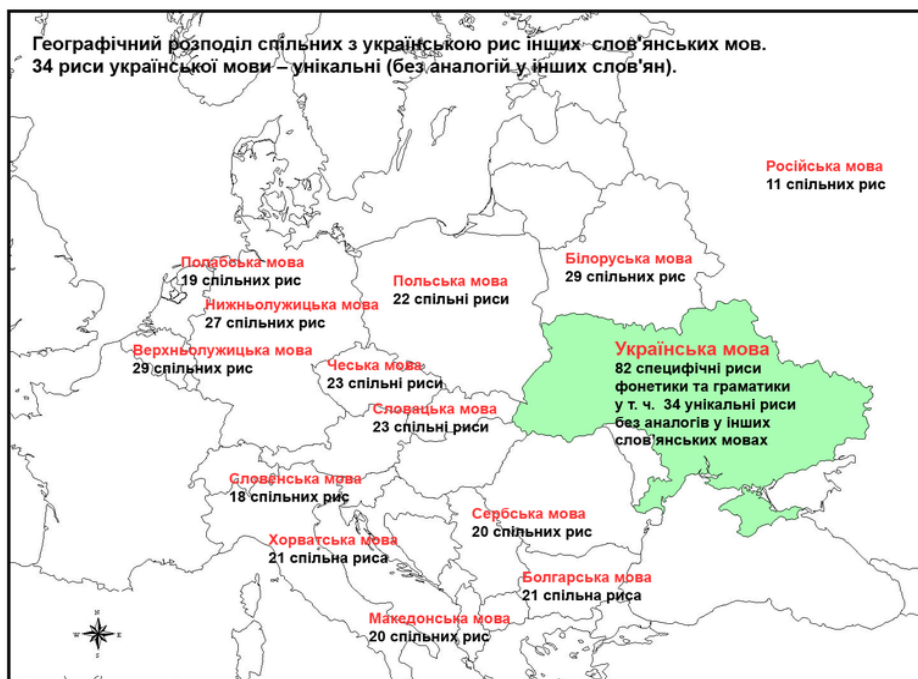 Географічний розподіл спільних з українською рис інших слов'янських мов.
34 риси української мови – унікальні (без аналогій у інших слов'ян).
Російська мова
11 спільних рис
Білоруська мова
29 спільних рис
Полабська мова
19 спільних рис
Польська мова
22 спільні риси
Нижньолужицька мова
27 спільних рис
Верхньолужицька мова
29 спільних рис
Українська мова
82 специфічні риси
фонетики та граматики
у т. ч. 34 унікальні риси
без аналогів у інших
слов'янських мовах
Чеська мова
23 спільні риси
Словацька мова
23 спільні риси
Словенська мова
18 спільних рис
Сербська мова
20 спільних рис
Хорватська мова
21 спільна риса
Болгарська мова
21 спільна риса
Македонська мова
20 спільних рис
N
W E
S